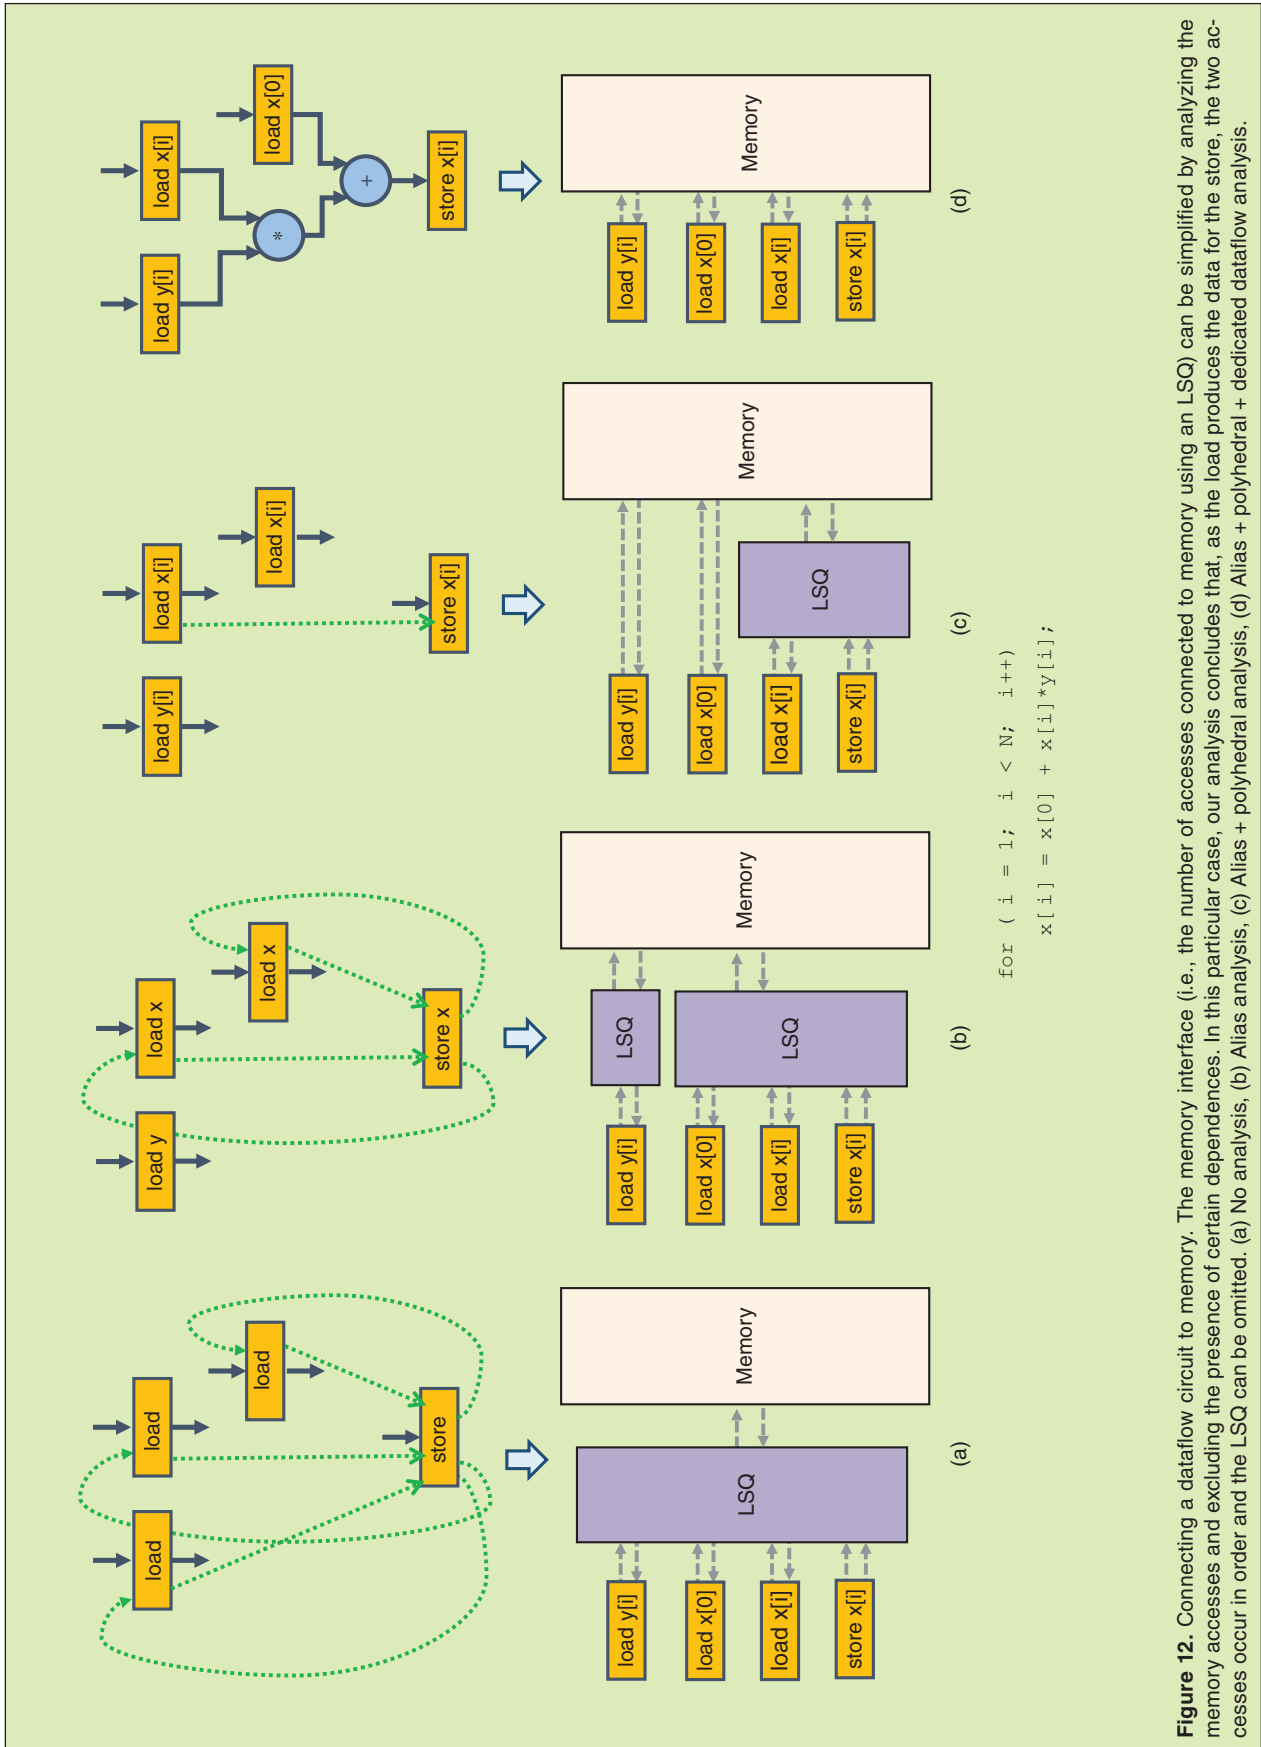 load
load
load
store
LSQ
Memory
load y[i]
load x[0]
load x[i]
store x[i]
(a)
load y
load x
load x
store x
LSQ
LSQ
Memory
load y[i]
load x[0]
load x[i]
store x[i]
(b)
load y[i]
load x[i]
load x[i]
store x[i]
LSQ
Memory
load y[i]
load x[0]
load x[i]
store x[i]
(c)
load y[i]
load x[i]
load x[0]
*
+
store x[i]
Memory
load y[i]
load x[0]
load x[i]
store x[i]
(d)
for ( i = 1; i < N; i++)
x[i] = x[0] + x[i]*y[i];
Figure 12. Connecting a dataflow circuit to memory. The memory interface (i.e., the number of accesses connected to memory using an LSQ) can be simplified by analyzing the
memory accesses and excluding the presence of certain dependences. In this particular case, our analysis concludes that, as the load produces the data for the store, the two ac-
cesses occur in order and the LSQ can be omitted. (a) No analysis, (b) Alias analysis, (c) Alias + polyhedral analysis, (d) Alias + polyhedral + dedicated dataflow analysis.